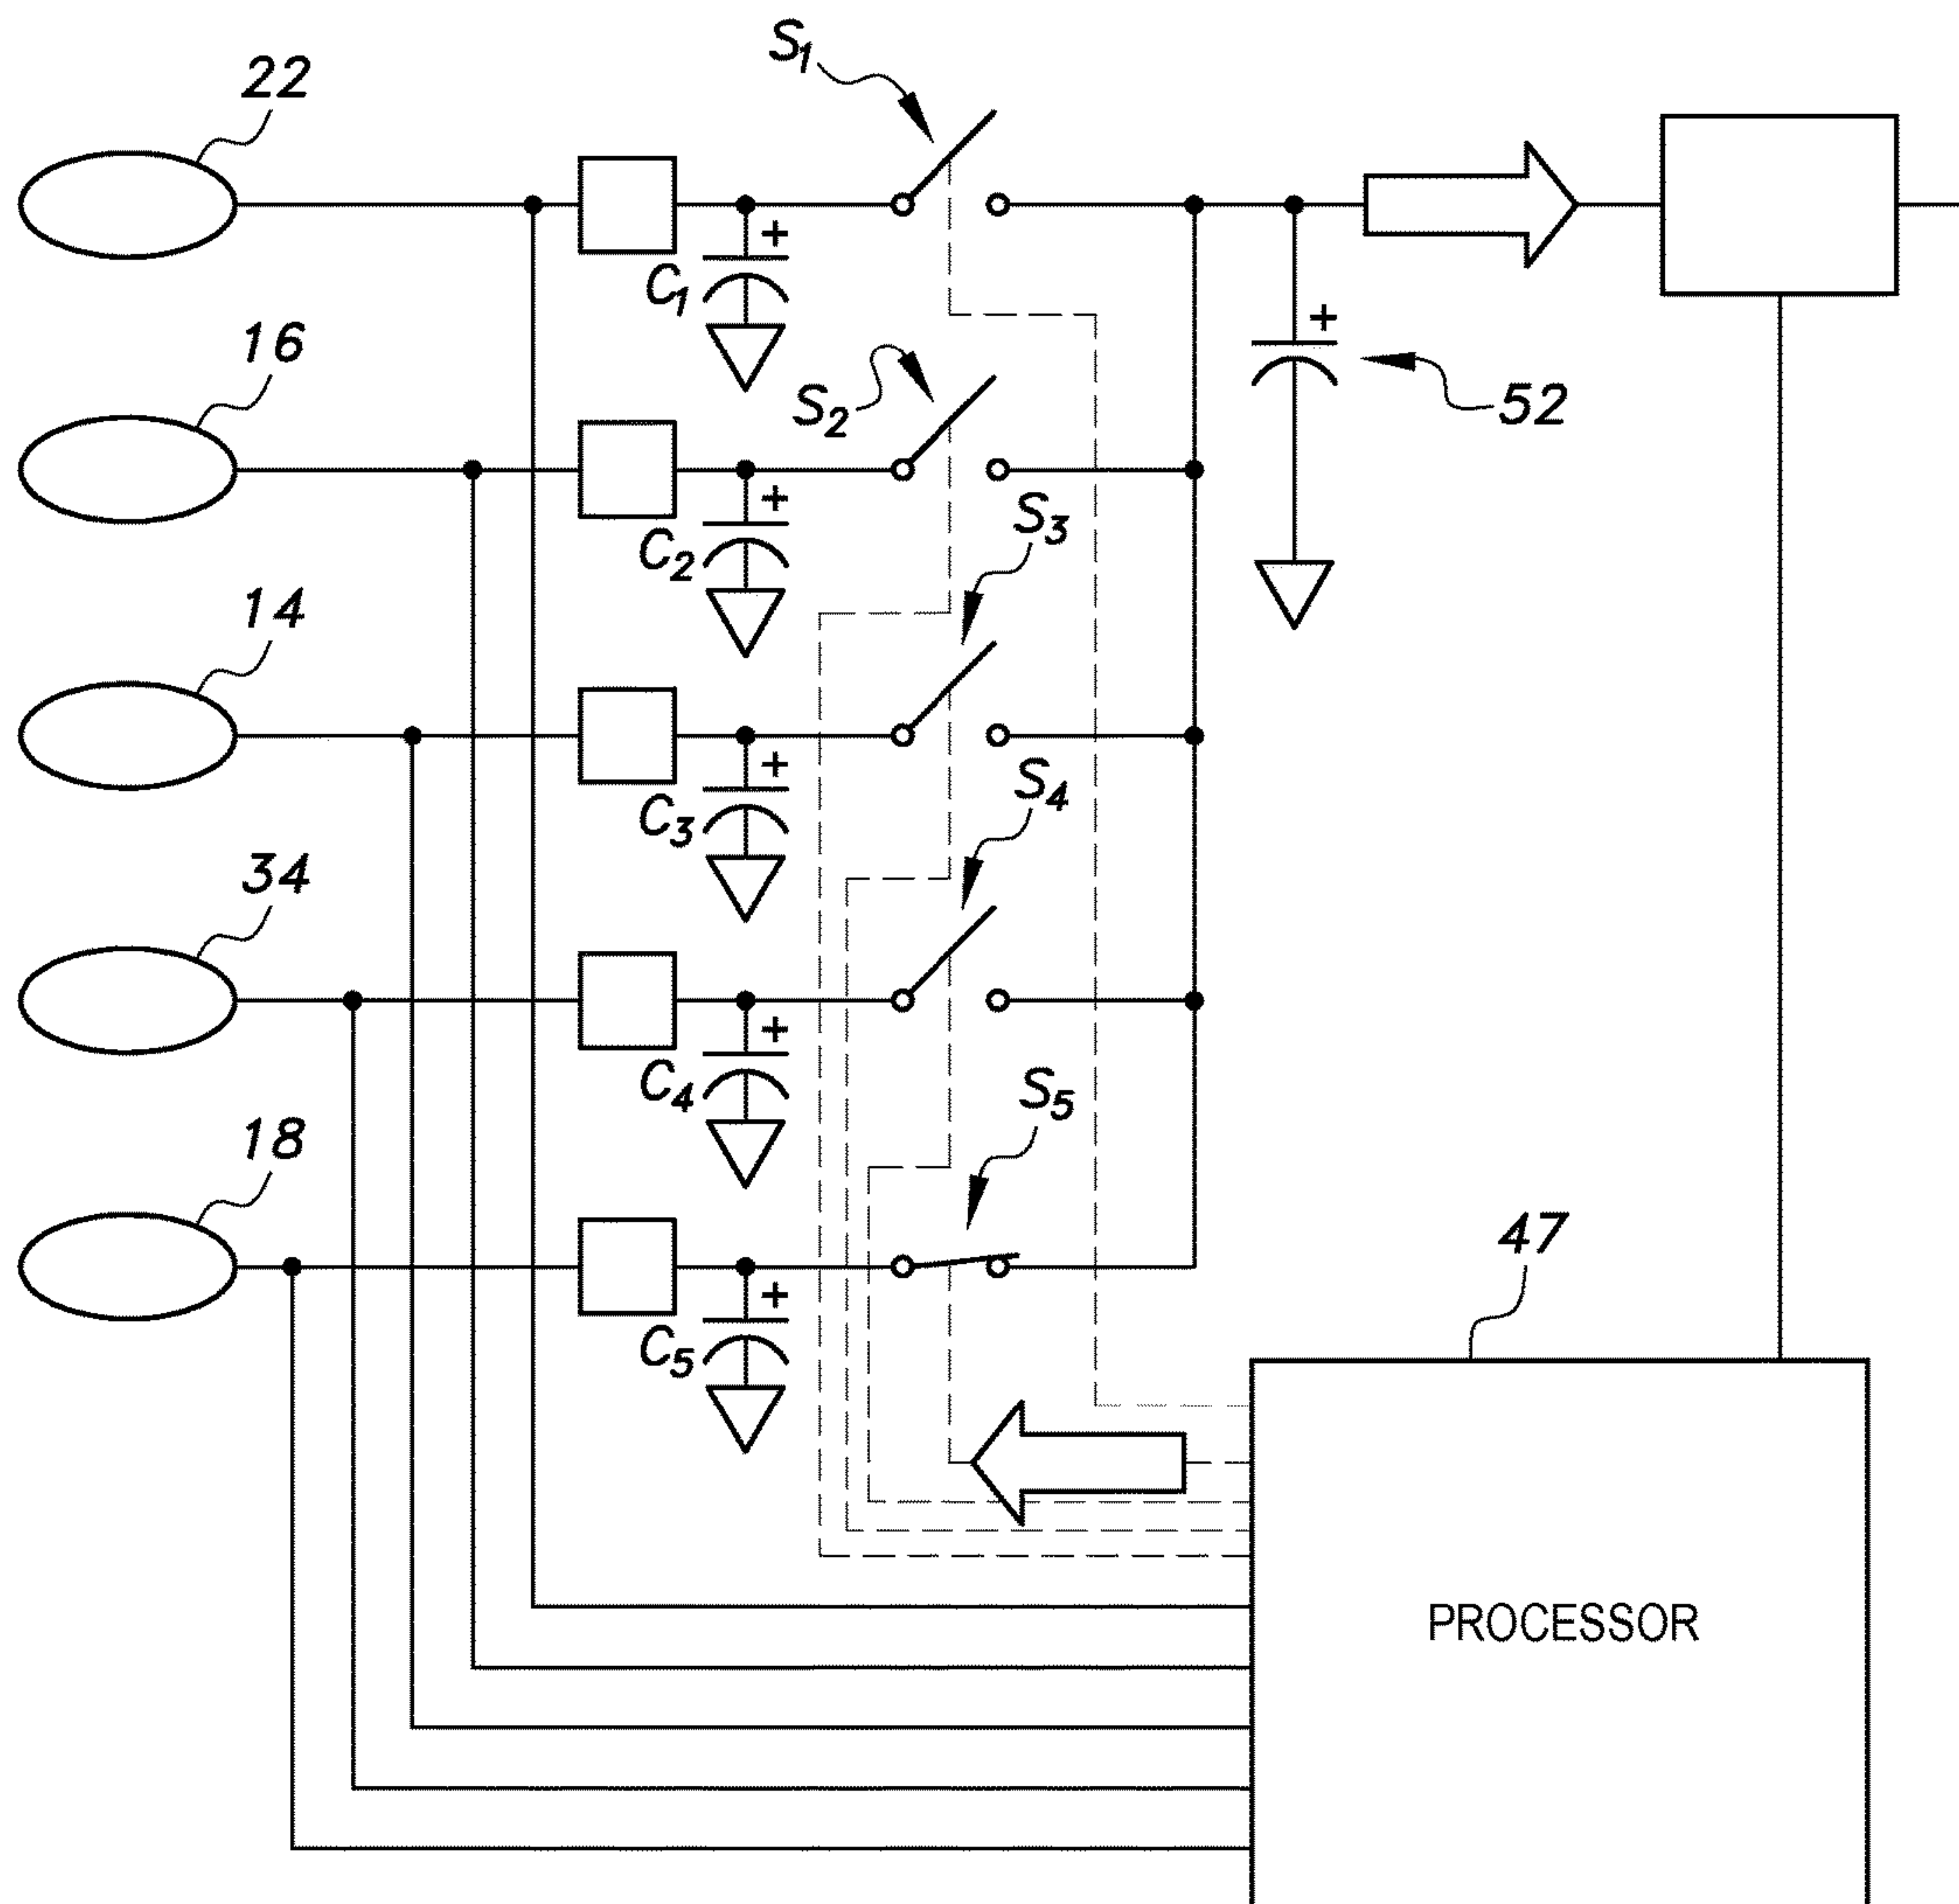 S1
22
+
C1
16
+
S2
52
+
C2
S3
14
+
C3
S4
34
+
C4
S5
18
+
C5
47
PROCESSOR